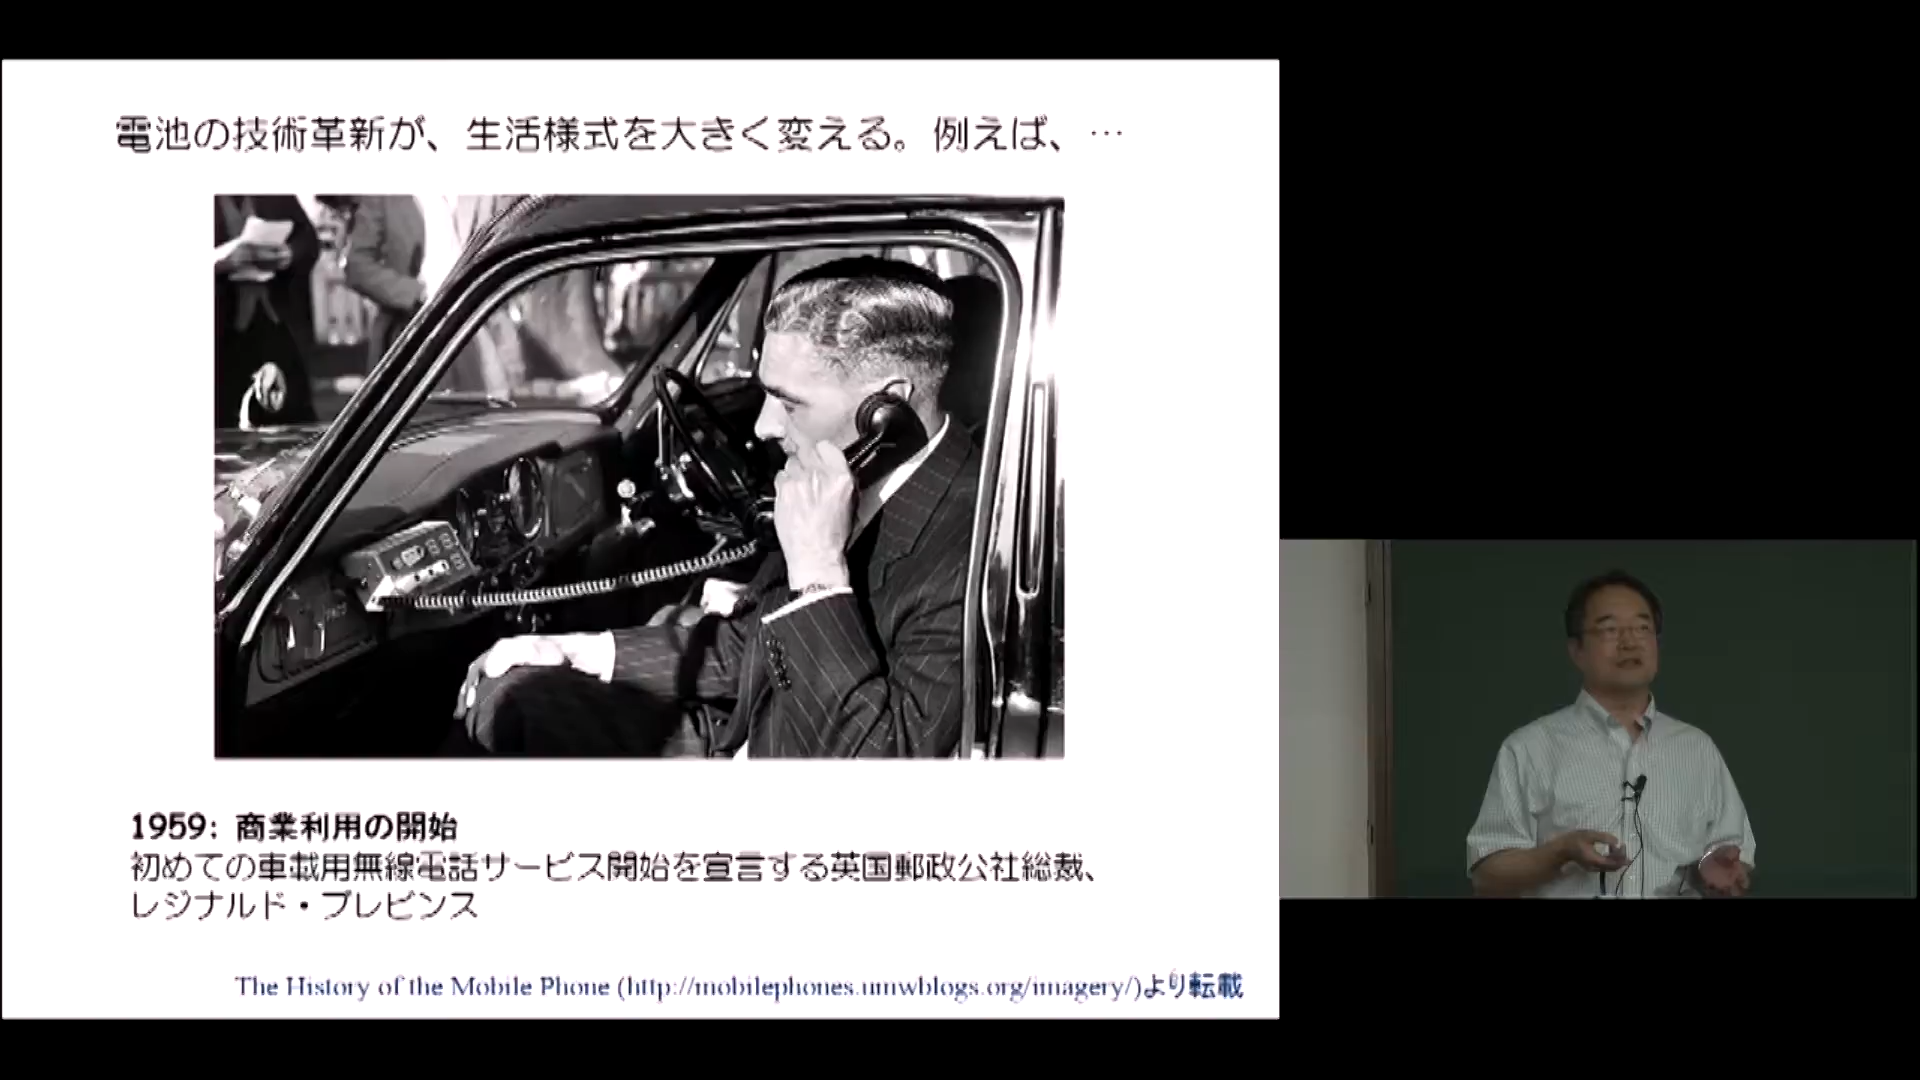 電池の技術革新が、生活様式を大きく変える。例えば、…
1959: 商業利用の開始
初めての車載用無線電話サービス開始を宣言する英国郵政公社総裁、
レジナルド・ブレビンス
The History of the Mobile Phone (http://mobilephones.umwblogs.org/imagery/)より転載